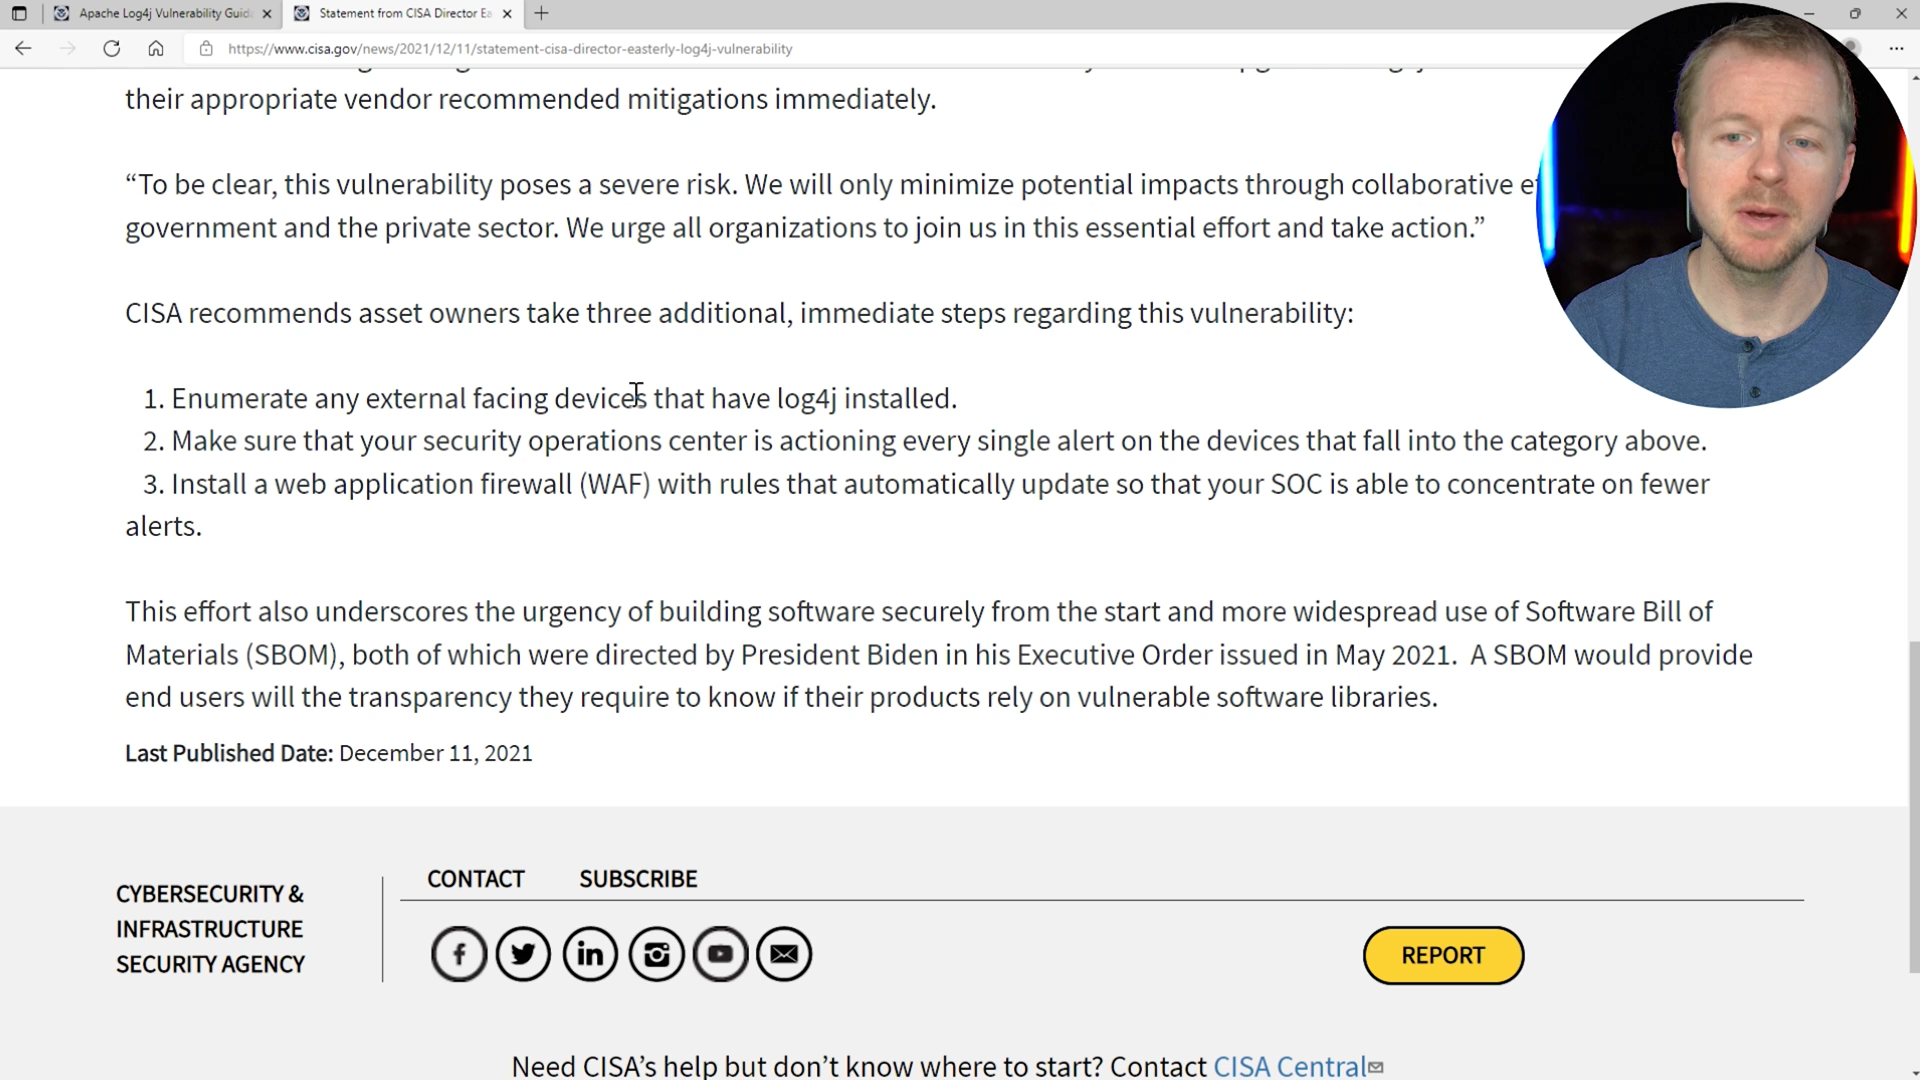 Apache Log4j Vulnerability Guid
Statement from CISA Director Ea
https://www.cisa.gov/news/2021/12/11/statement-cisa-director-easterly-log4j-vulnerability
their appropriate vendor recommended mitigations immediately.
“To be clear, this vulnerability poses a severe risk. We will only minimize potential impacts through collaborative
government and the private sector. We urge all organizations to join us in this essential effort and take action.”
CISA recommends asset owners take three additional, immediate steps regarding this vulnerability:
1. Enumerate any external facing devices that have log4j installed.
2. Make sure that your security operations center is actioning every single alert on the devices that fall into the category above.
3. Install a web application firewall (WAF) with rules that automatically update so that your SOC is able to concentrate on fewer
alerts.
This effort also underscores the urgency of building software securely from the start and more widespread use of Software Bill of
Materials (SBOM), both of which were directed by President Biden in his Executive Order issued in May 2021.  A SBOM would provide
end users will the transparency they require to know if their products rely on vulnerable software libraries.
Last Published Date: December 11, 2021
CONTACT SUBSCRIBE
CYBERSECURITY &
INFRASTRUCTURE
SECURITY AGENCY
REPORT
Need CISA’s help but don’t know where to start? Contact CISA Central